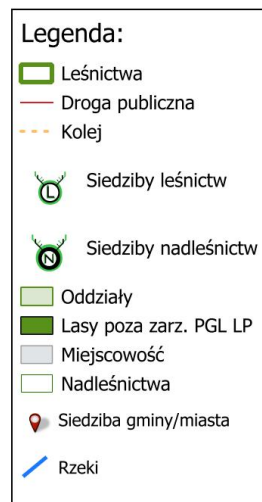 Legenda:
Leśnictwa
Droga publiczna
Kolej
L
Siedziby leśnictw
N
Siedziby nadleśnictw
Oddziały
Lasy poza zarz. PGL LP
Miejscowość
Nadleśnictwa
Siedziba gminy/miasta
Rzeki